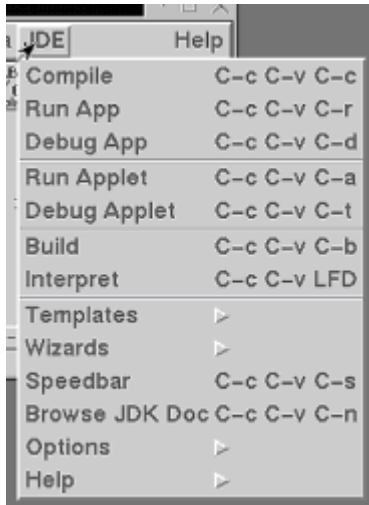 a JDE Help
Compile C-c C-v C-c
Run App C-c C-v C-r
Debug App C-c C-v C-d
Run Applet C-c C-v C-a
Debug Applet C-c C-v C-t
Build C-c C-v C-b
Interpret C-c C-v LFD
Templates
Wizards
Speedbar C-c C-v C-s
Browse JDK Doc C-c C-v C-n
Options
Help